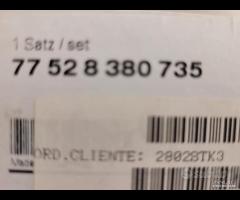 1 Satz / set
77 52 8 380 735
ORD.CLIENTE: 28028TK3